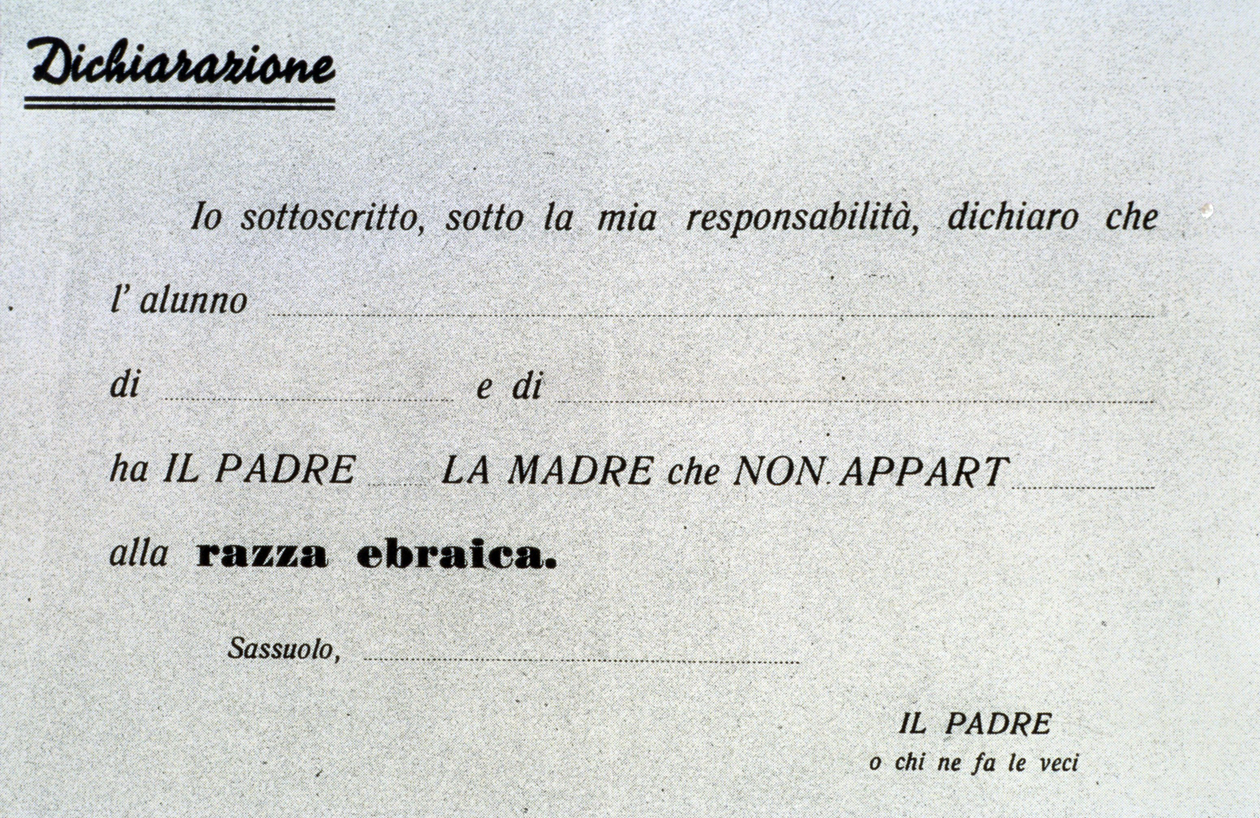 Dichiarazione
Io sottoscritto, sotto la mia responsabilità, dichiaro che
l' alunno
di e di
ha IL PADRE LA MADRE che NON APPART
alla razza ebraica.
Sassuolo,
IL PADRE
o chi ne fa le veci